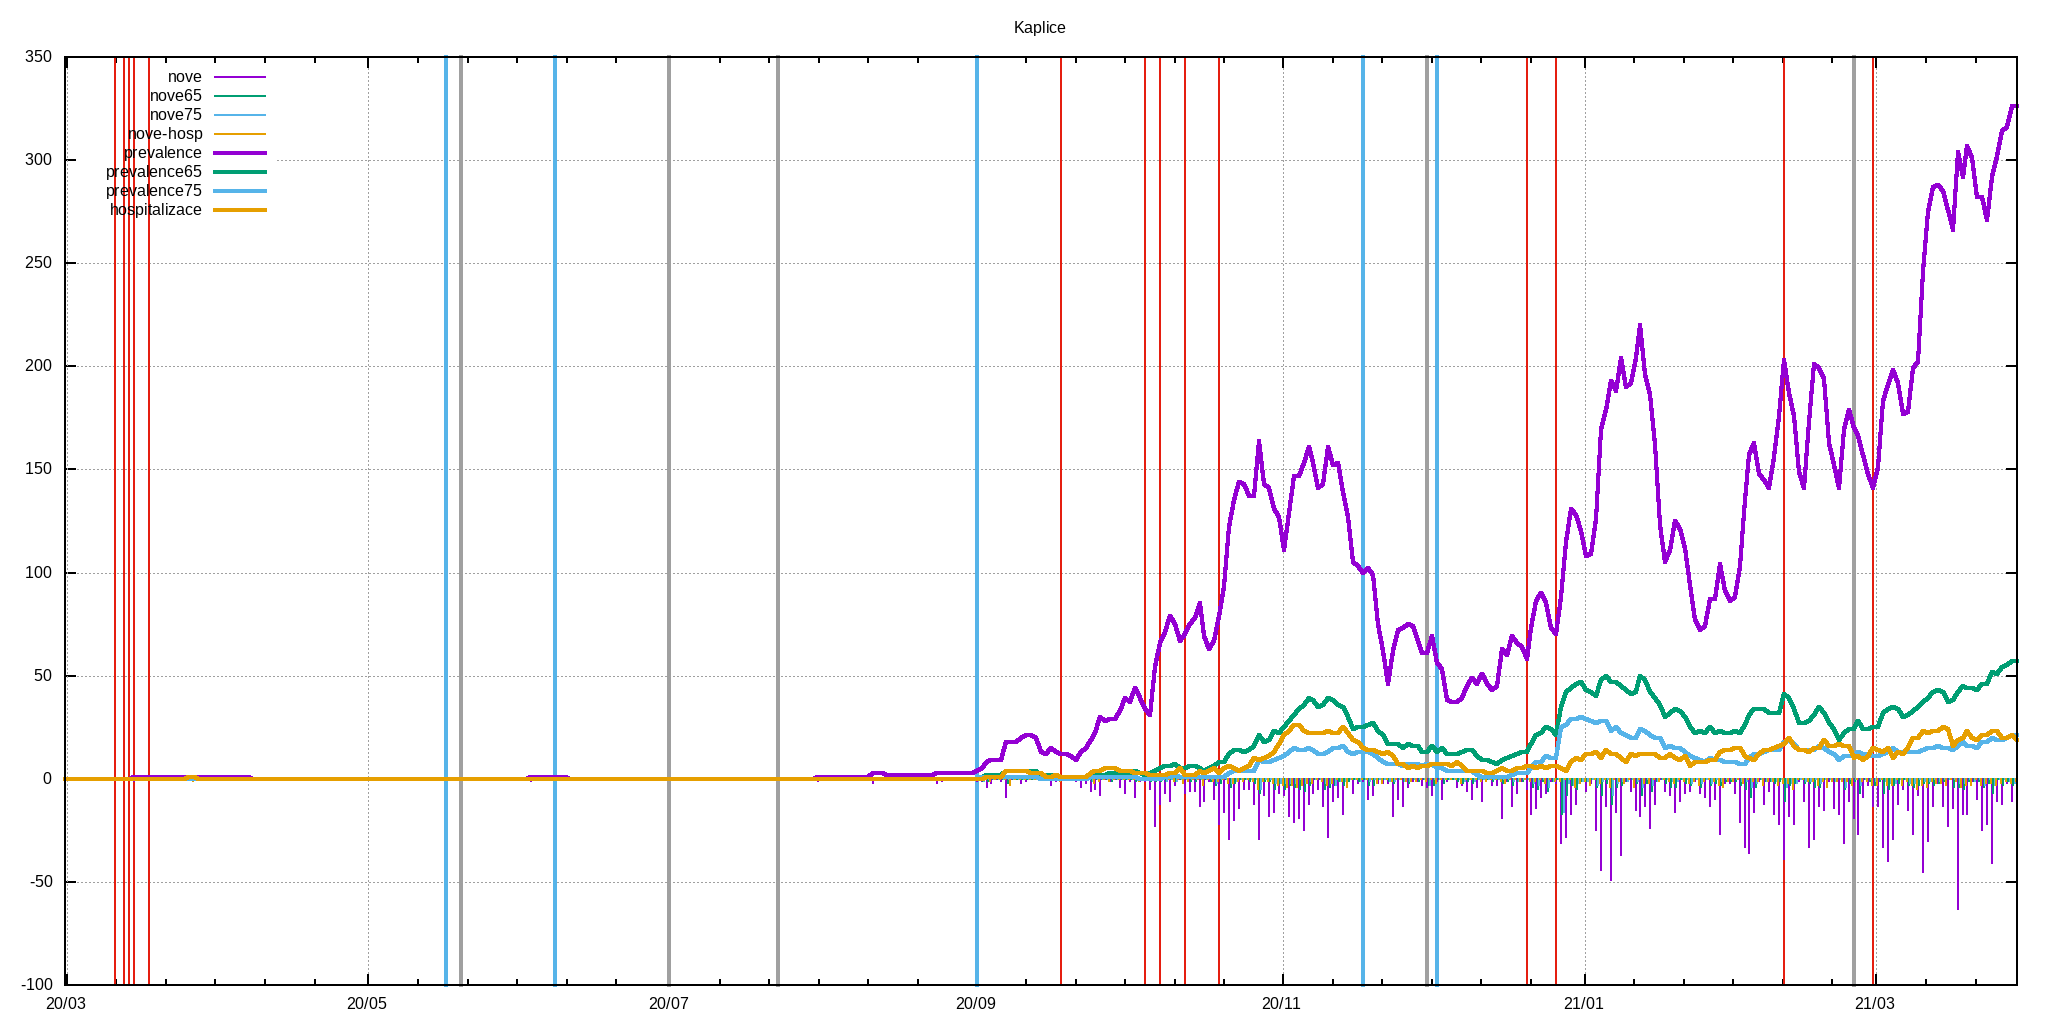 Kaplice
350
300
250
200
150
100
50
0
-50
-100
nove
nove65
nove75
nove-hosp
prevalence
prevalence65
prevalence75
hospitalizace
20/03 20/05 20/07 20/09 20/11 21/01 21/03